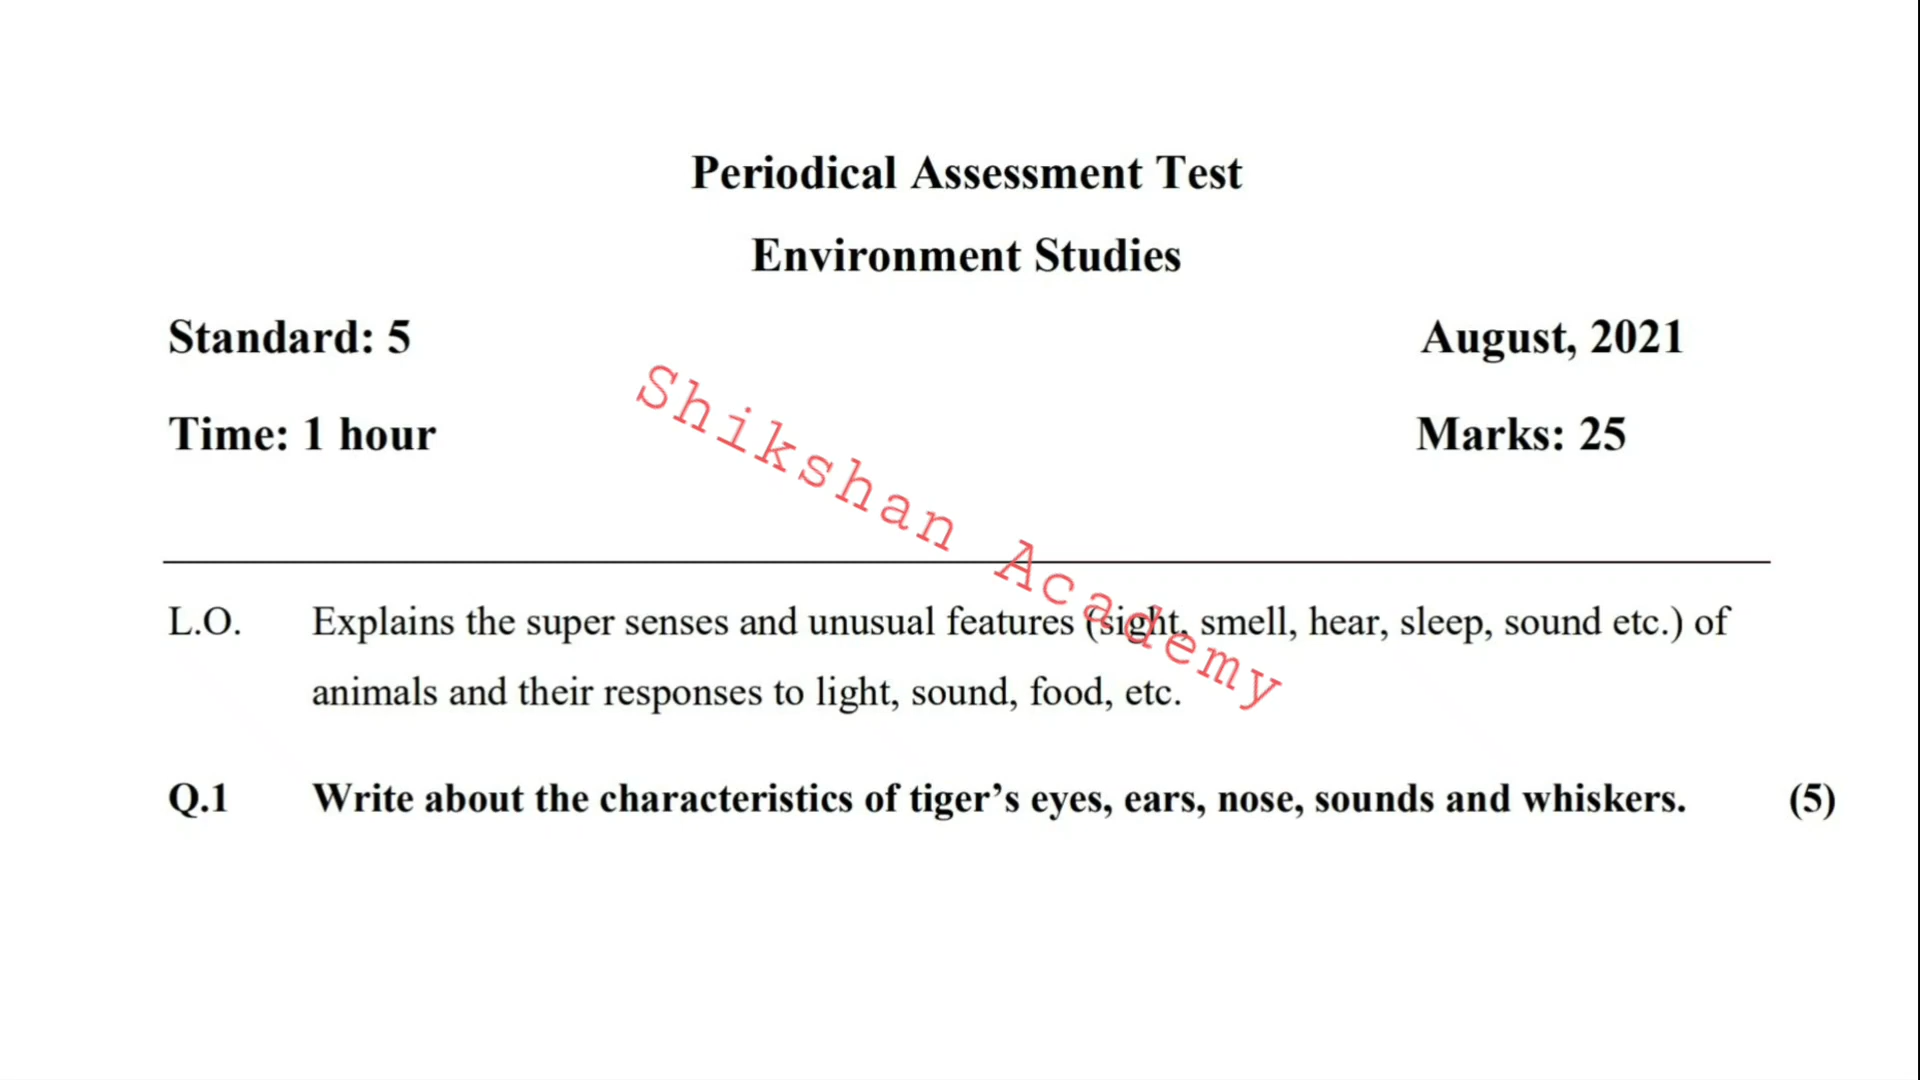 Periodical Assessment Test
Environment Studies
Standard: 5 August, 2021
Time: 1 hour Marks: 25
Shikshan Academy
L.O. Explains the super senses and unusual features (sight, smell, hear, sleep, sound etc.) of
animals and their responses to light, sound, food, etc.
Q.1 Write about the characteristics of tiger’s eyes, ears, nose, sounds and whiskers. (5)